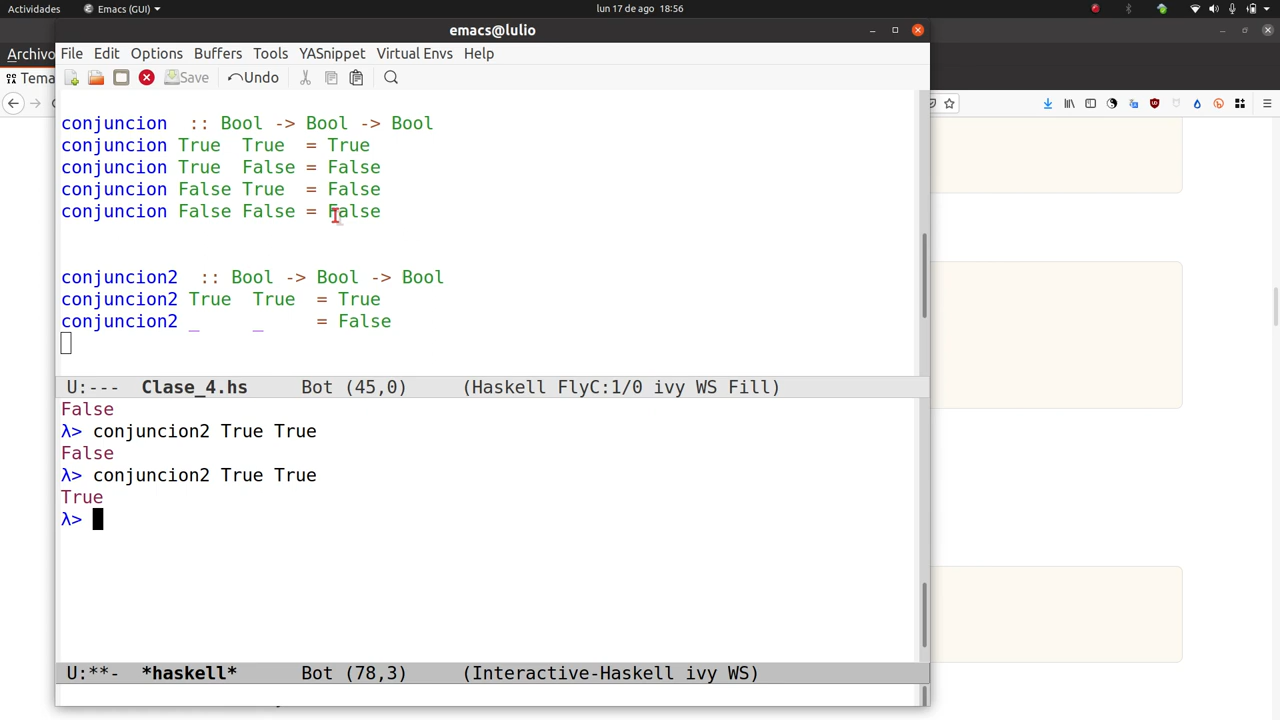 Actividades Emacs (GUI) lun 17 de ago 18:56
emacs@lulio
Archivo
File Edit Options Buffers Tools YASnippet Virtual Envs Help
Tema
Save Undo
conjuncion :: Bool -> Bool -> Bool
conjuncion True True = True
conjuncion True False = False
conjuncion False True = False
conjuncion False False = False
conjuncion2 :: Bool -> Bool -> Bool
conjuncion2 True True = True
conjuncion2 _ _ = False
U:--- Clase_4.hs Bot (45,0) (Haskell FlyC:1/0 ivy WS Fill)
False
λ> conjuncion2 True True
False
λ> conjuncion2 True True
True
λ>
U:**- *haskell* Bot (78,3) (Interactive-Haskell ivy WS)